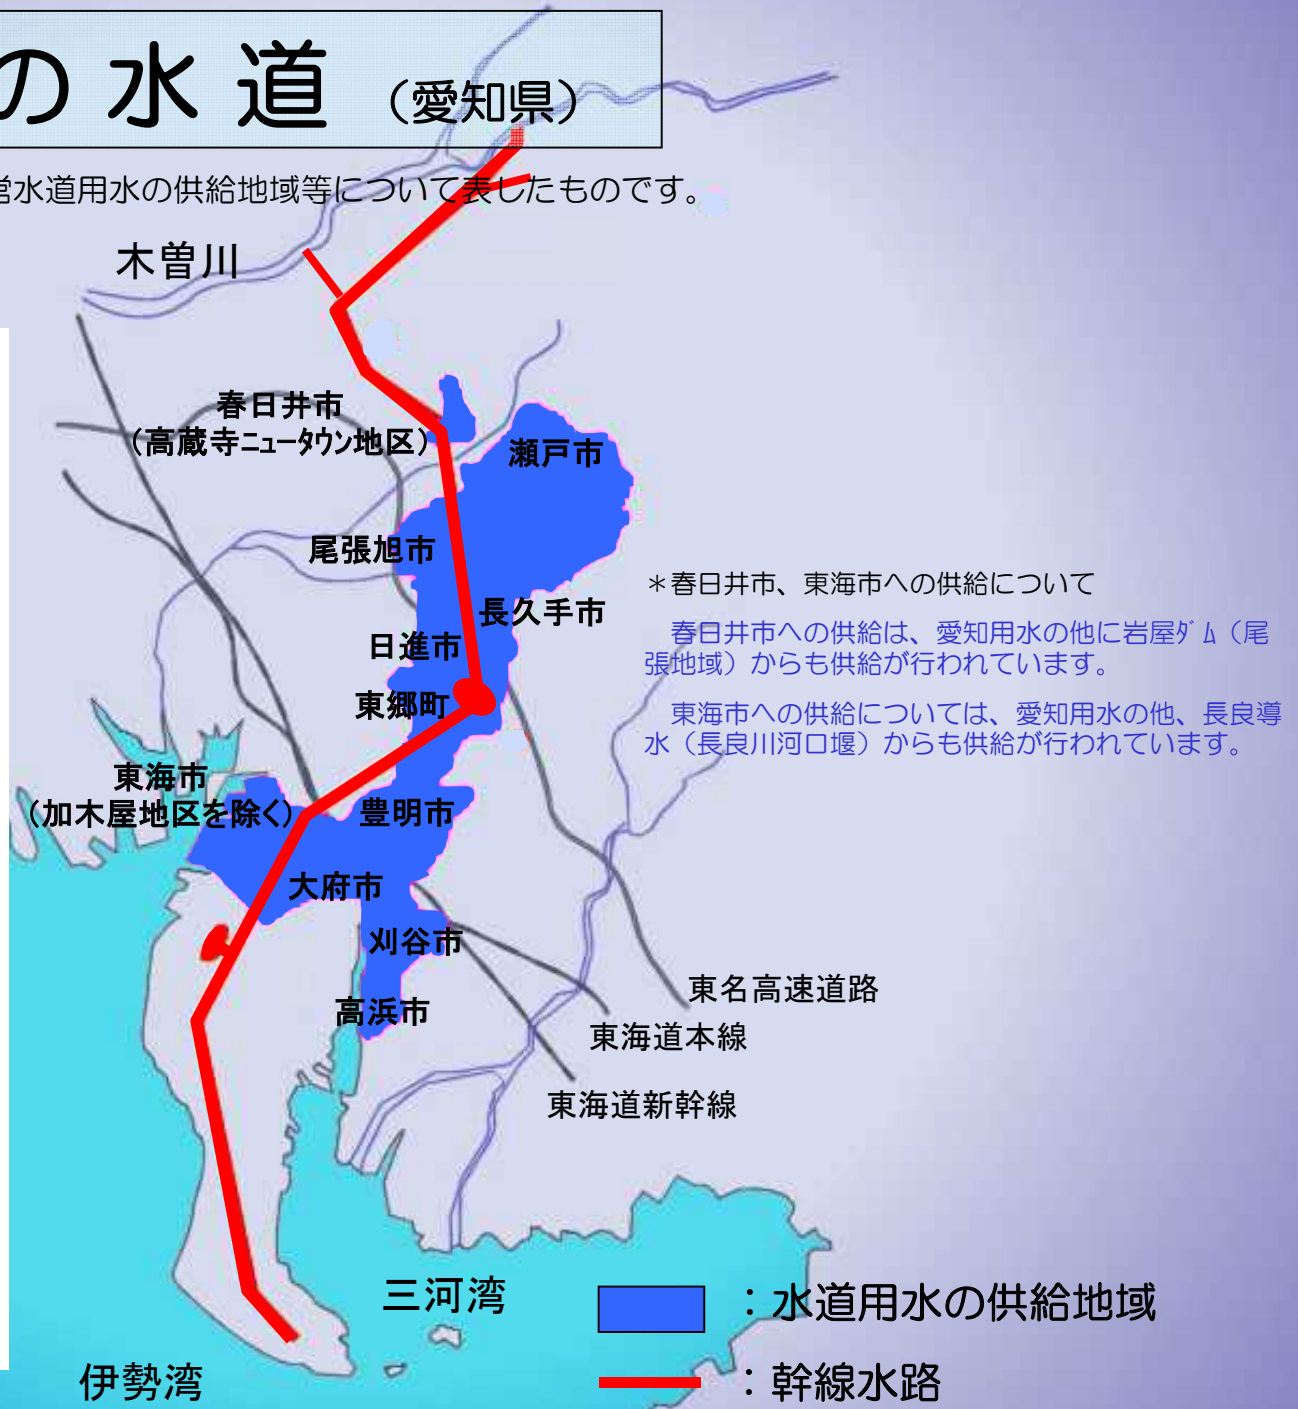 の水道（愛知県）
営水道用水の供給地域等について表したものです。
木曽川
春日井市
（高蔵寺ニュータウン地区）
瀬戸市
尾張旭市
長久手市
日進市
東郷町
＊春日井市、東海市への供給について
春日井市への供給は、愛知用水の他に岩屋ダム（尾
張地域）からも供給が行われています。
東海市への供給については、愛知用水の他、長良導
水（長良川河口堰）からも供給が行われています。
東海市
（加木屋地区を除く）
豊明市
大府市
刈谷市
高浜市
東名高速道路
東海道本線
東海道新幹線
三河湾
伊勢湾
：水道用水の供給地域
：幹線水路